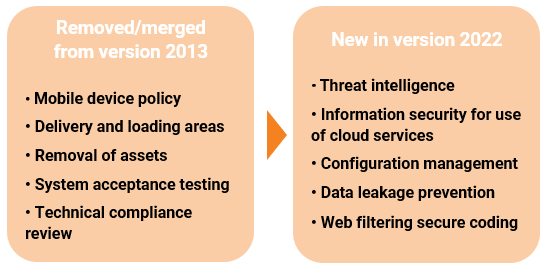 Removed/merged
from version 2013
• Mobile device policy
• Delivery and loading areas
• Removal of assets
• System acceptance testing
• Technical compliance
review
New in version 2022
• Threat intelligence
• Information security for use
of cloud services
• Configuration management
• Data leakage prevention
• Web filtering secure coding